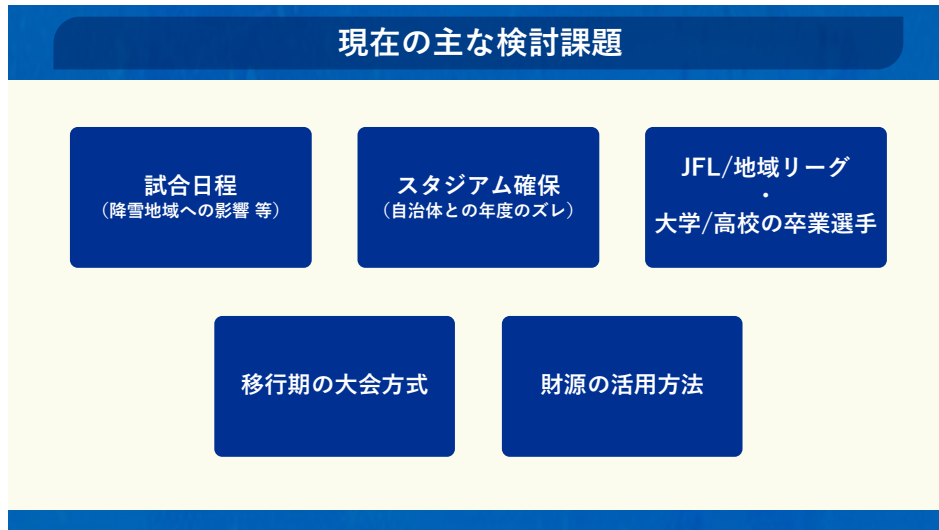 現在の主な検討課題
試合日程
（降雪地域への影響 等）
スタジアム確保
（自治体との年度のズレ）
JFL/地域リーグ
・
大学/高校の卒業選手
移行期の大会方式
財源の活用方法